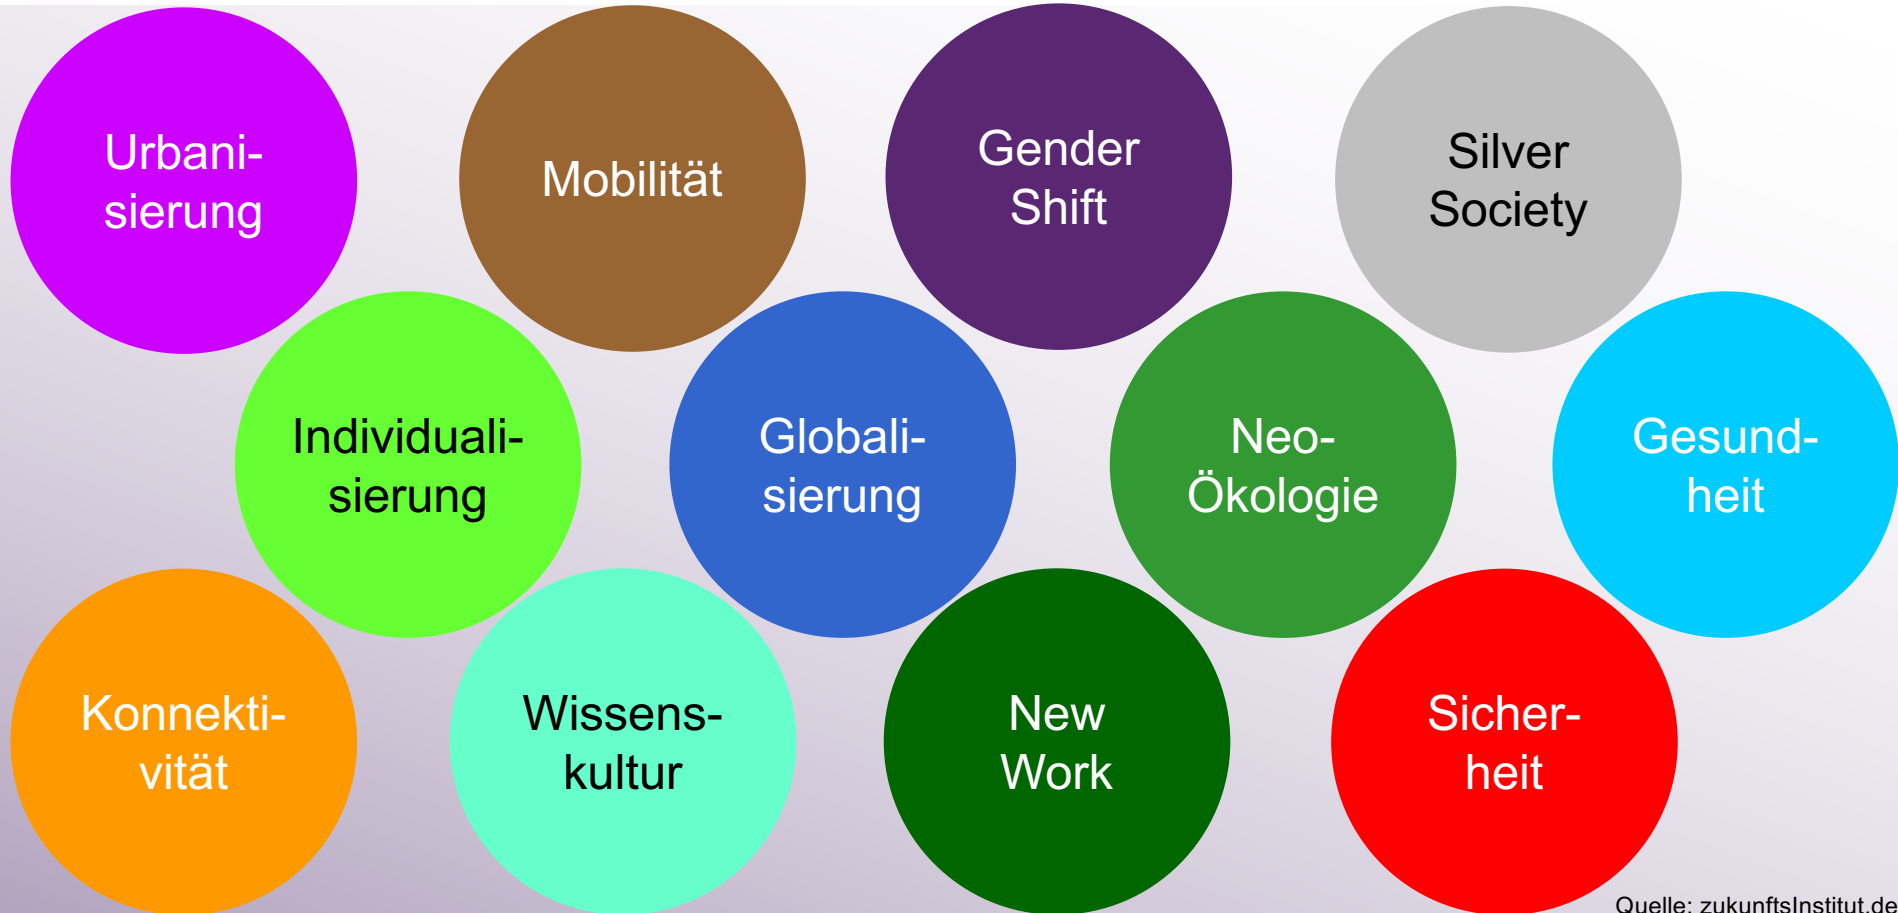 Urbani-
sierung
Mobilität
Gender
Shift
Silver
Society
Individuali-
sierung
Globali-
sierung
Neo-
Ökologie
Gesund-
heit
Konnekti-
vität
Wissens-
kultur
New
Work
Sicher-
heit
Quelle: zukunftsInstitut.de